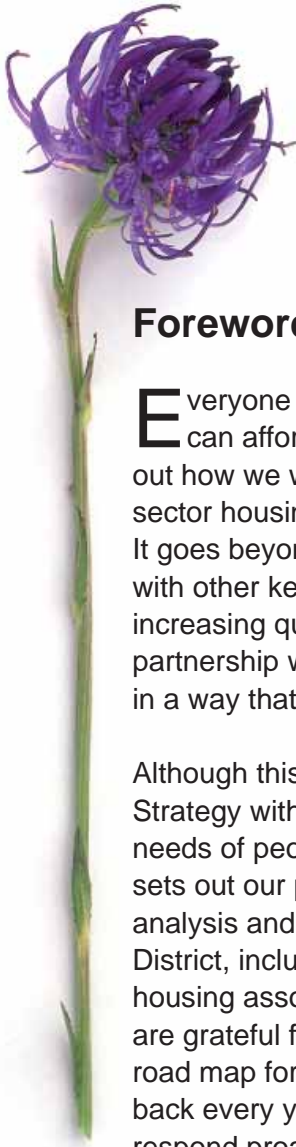 Foreword
Everyone
can affor
out how we w
sector housin
It goes beyon
with other ke
increasing qu
partnership w
in a way that
Although this
Strategy with
needs of peo
sets out our p
analysis and
District, inclu
housing asso
are grateful f
road map for
back every y
respond proa